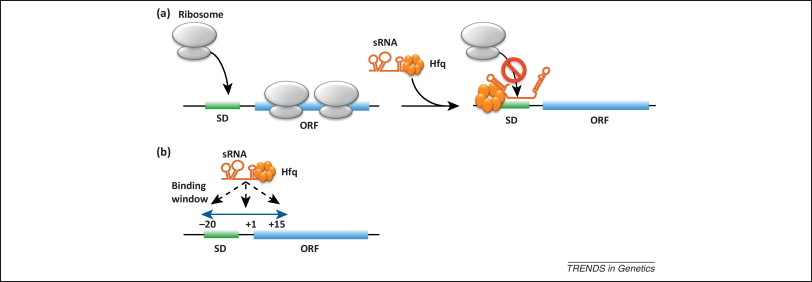 (a)
Ribosome
SD
ORF
sRNA
Hfq
SD
ORF
(b)
sRNA
Hfq
Binding
window
–20
+1
+15
SD
ORF
TRENDS in Genetics